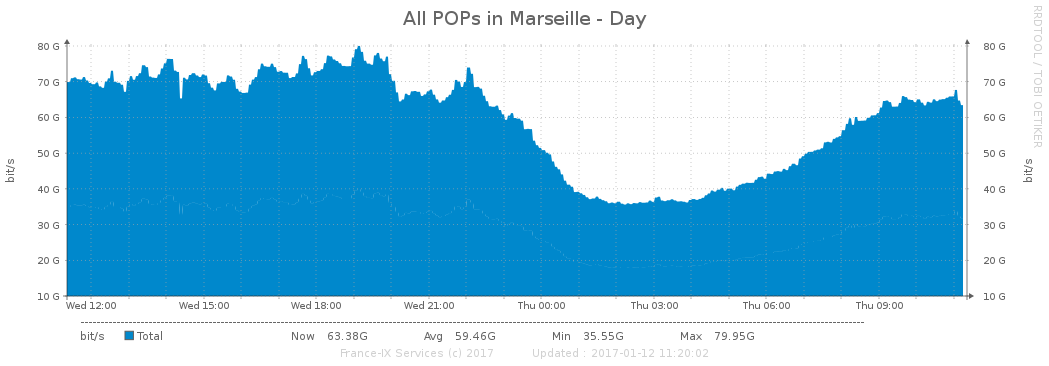 All POPs in Marseille - Day
RRDTOOL / TOBI OETIKER
80 G 80 G
70 G 70 G
60 G 60 G
50 G 50 G
40 G 40 G
30 G 30 G
20 G 20 G
10 G 10 G
bit/s
bit/s
Wed 12:00 Wed 15:00 Wed 18:00 Wed 21:00 Thu 00:00 Thu 03:00 Thu 06:00 Thu 09:00
bit/s Total Now 63.38G Avg 59.46G Min 35.55G Max 79.95G
France-IX Services (c) 2017 Updated : 2017-01-12 11:20:02